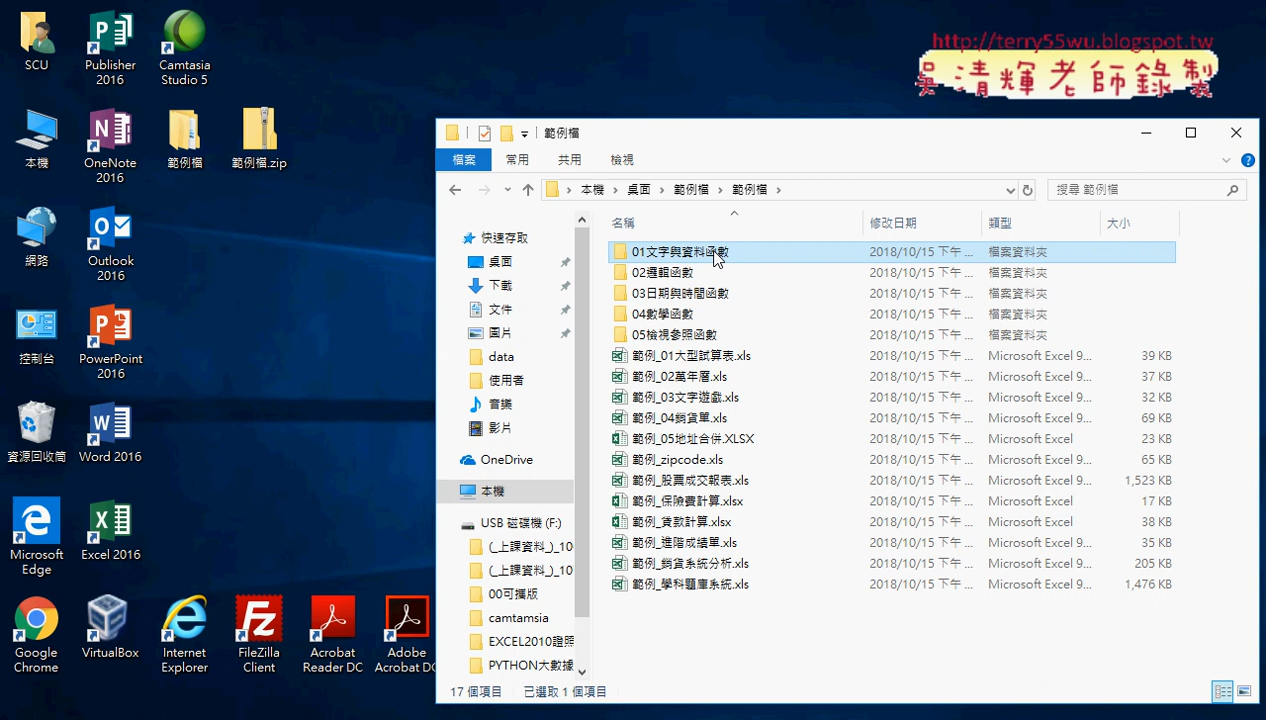 SCU
Publisher
2016
Camtasia
Studio 5
http://terry55wu.blogspot.tw
吳清輝老師錄製
本機
OneNote
2016
範例檔
範例檔.zip
網路
Outlook
2016
控制台
PowerPoint
2016
資源回收筒
Word 2016
Microsoft
Edge
Excel 2016
Google
Chrome
VirtualBox
Internet
Explorer
FileZilla
Client
Acrobat
Reader DC
Adobe
Acrobat DC
範例檔
檔案 常用 共用 檢視
本機 桌面 範例檔 範例檔
搜尋 範例檔
快速存取
桌面
下載
文件
圖片
data
使用者
音樂
影片
OneDrive
本機
USB 磁碟機 (F:)
(_上課資料_)_10
(_上課資料_)_10
00可攜版
camtamsia
EXCEL2010證照
PYTHON大數據
名稱 修改日期 類型 大小
01文字與資料函數 2018/10/15 下午 ... 檔案資料夾
02邏輯函數 2018/10/15 下午 ... 檔案資料夾
03日期與時間函數 2018/10/15 下午 ... 檔案資料夾
04數學函數 2018/10/15 下午 ... 檔案資料夾
05檢視參照函數 2018/10/15 下午 ... 檔案資料夾
範例_01大型試算表.xls 2018/10/15 下午 ... Microsoft Excel 9... 39 KB
範例_02萬年曆.xls 2018/10/15 下午 ... Microsoft Excel 9... 37 KB
範例_03文字遊戲.xls 2018/10/15 下午 ... Microsoft Excel 9... 32 KB
範例_04銷貨單.xls 2018/10/15 下午 ... Microsoft Excel 9... 69 KB
範例_05地址合併.XLSX 2018/10/15 下午 ... Microsoft Excel 23 KB
範例_zipcode.xls 2018/10/15 下午 ... Microsoft Excel 9... 65 KB
範例_股票成交報表.xls 2018/10/15 下午 ... Microsoft Excel 9... 1,523 KB
範例_保險費計算.xlsx 2018/10/15 下午 ... Microsoft Excel 17 KB
範例_貸款計算.xlsx 2018/10/15 下午 ... Microsoft Excel 38 KB
範例_進階成績單.xls 2018/10/15 下午 ... Microsoft Excel 9... 35 KB
範例_銷貨系統分析.xls 2018/10/15 下午 ... Microsoft Excel 9... 205 KB
範例_學科題庫系統.xls 2018/10/15 下午 ... Microsoft Excel 9... 1,476 KB
17 個項目 已選取 1 個項目